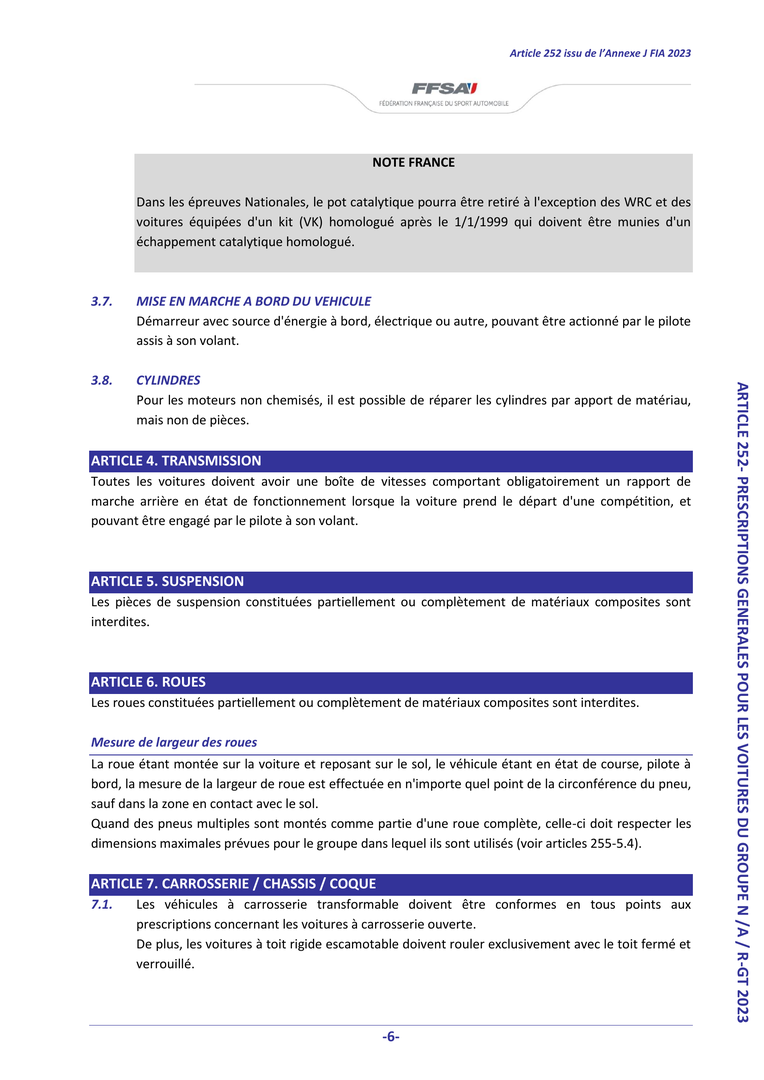 Article 252 issu de l'Annexe J FIA 2023
FFSA
FÉDÉRATION FRANÇAISE DU SPORT AUTOMOBILE
NOTE FRANCE
Dans les épreuves Nationales, le pot catalytique pourra être retiré à l'exception des WRC et des
voitures équipées d'un kit (VK) homologué après le 1/1/1999 qui doivent être munies d'un
échappement catalytique homologué.
3.7. MISE EN MARCHE A BORD DU VEHICULE
Démarreur avec source d'énergie à bord, électrique ou autre, pouvant être actionné par le pilote
assis à son volant.
3.8. CYLINDRES
Pour les moteurs non chemisés, il est possible de réparer les cylindres par apport de matériau,
mais non de pièces.
ARTICLE 4. TRANSMISSION
Toutes les voitures doivent avoir une boîte de vitesses comportant obligatoirement un rapport de
marche arrière en état de fonctionnement lorsque la voiture prend le départ d'une compétition, et
pouvant être engagé par le pilote à son volant.
ARTICLE 5. SUSPENSION
Les pièces de suspension constituées partiellement ou complètement de matériaux composites sont
interdites.
ARTICLE 6. ROUES
Les roues constituées partiellement ou complètement de matériaux composites sont interdites.
Mesure de largeur des roues
La roue étant montée sur la voiture et reposant sur le sol, le véhicule étant en état de course, pilote à
bord, la mesure de la largeur de roue est effectuée en n'importe quel point de la circonférence du pneu,
sauf dans la zone en contact avec le sol.
Quand des pneus multiples sont montés comme partie d'une roue complète, celle-ci doit respecter les
dimensions maximales prévues pour le groupe dans lequel ils sont utilisés (voir articles 255-5.4).
ARTICLE 7. CARROSSERIE / CHASSIS / COQUE
7.1. Les véhicules à carrosserie transformable doivent être conformes en tous points aux
prescriptions concernant les voitures à carrosserie ouverte.
De plus, les voitures à toit rigide escamotable doivent rouler exclusivement avec le toit fermé et
verrouillé.
ARTICLE 252- PRESCRIPTIONS GENERALES POUR LES VOITURES DU GROUPE N /A / R-GT 2023
-6-